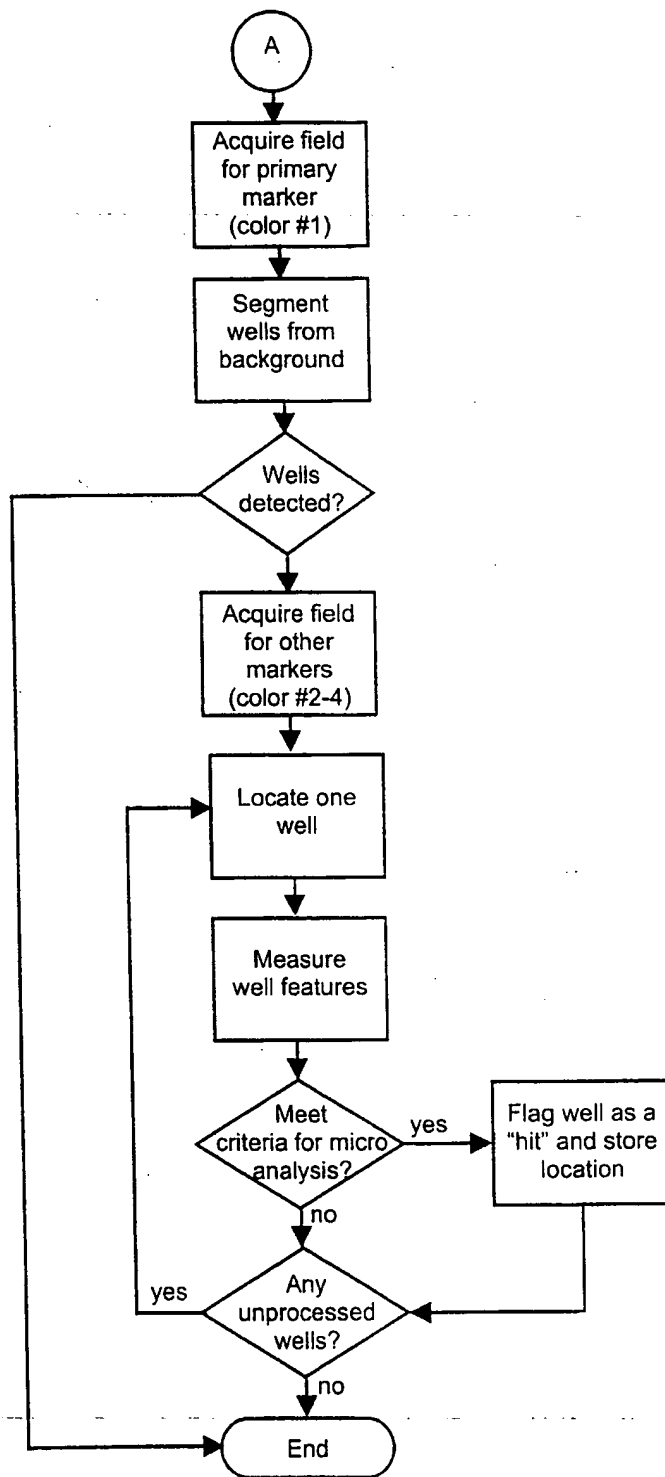 A
Acquire field
for primary
marker
(color #1)
Segment
wells from
background
Wells
detected?
Acquire field
for other
markers
(color #2-4)
Locate one
well
Measure
well features
Meet
criteria for micro
analysis?
yes
Flag well as a
“hit” and store
location
no
Any
unprocessed
wells?
yes
no
End